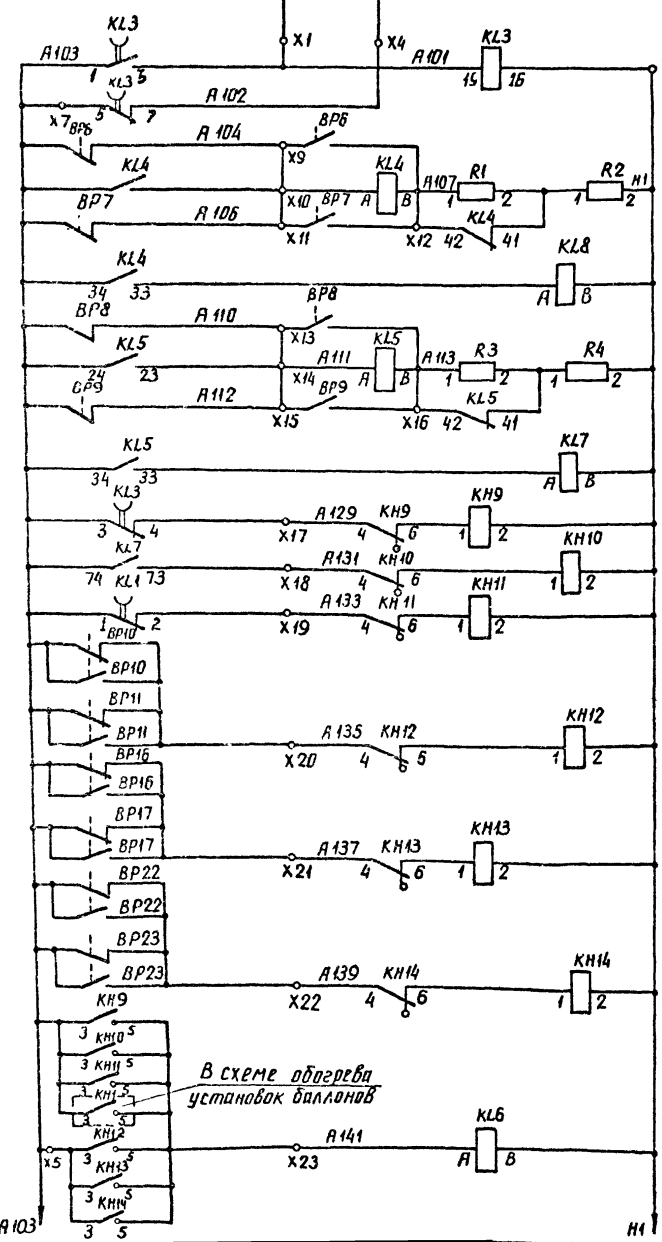 KL3
X1
X4
KL3
A103
1
3
A101
15
16
KL3
X7
5
7
A102
BP6
A104
X9
BP6
KL4
X10
KL4
A
B
A107
R1
1
2
R2
1
2
H1
BP7
A106
X11
BP7
X12
42
KL4
41
KL4
34
33
KL8
A
B
BP8
A110
X13
BP8
KL5
24
23
X14
A111
KL5
A
B
A113
R3
1
2
R4
1
2
BP9
A112
X15
BP9
X16
42
KL5
41
KL5
34
33
KL7
A
B
KL3
3
4
X17
A129
4
KH9
6
KH9
1
2
KL7
74
73
X18
A131
4
KH10
6
KH10
1
2
KL1
1
2
X19
A133
4
KH11
6
KH11
1
2
BP10
BP10
BP11
BP11
X20
A135
4
KH12
6
KH12
1
2
BP16
BP16
BP17
BP17
X21
A137
4
KH13
6
KH13
1
2
BP22
BP22
BP23
BP23
X22
A139
4
KH14
6
KH14
1
2
KH9
3
5
KH10
3
5
KH11
3
5
KH1
3
5
В схеме обогрева
установок баллонов
X5
KH12
3
5
X23
A141
KL6
A
B
KH13
3
5
KH14
3
5
A103
H1